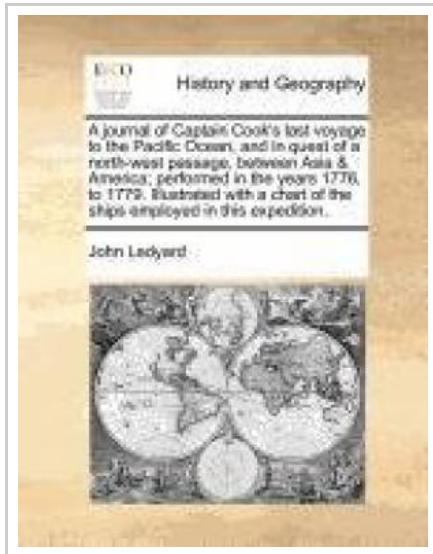 ECCO
History and Geography
A journal of Captain Cook's last voyage
to the Pacific Ocean, and in quest of a
north-west passage, between Asia &
America; performed in the years 1776,
to 1779. Illustrated with a chart of the
ships employed in this expedition.
John Ledyard